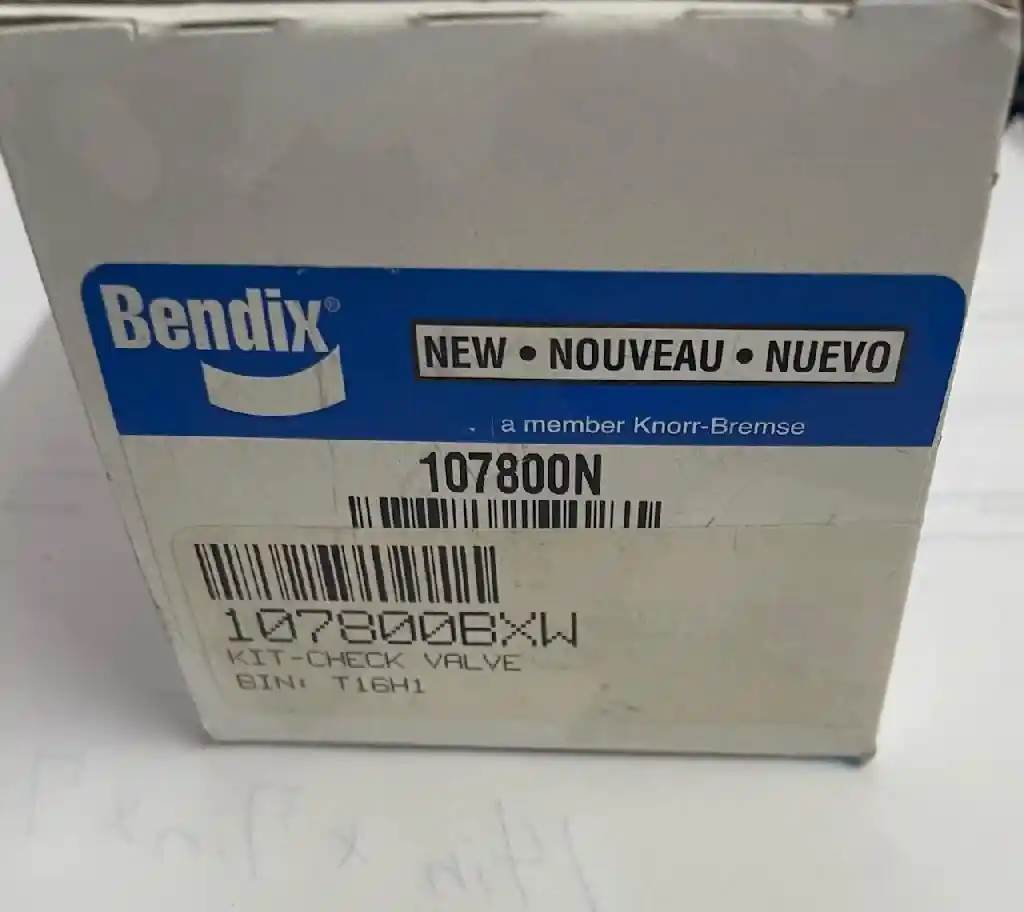 Bendix®
NEW • NOUVEAU • NUEVO
a member Knorr-Bremse
107800N
107800BXW
KIT-CHECK VALVE
BIN: T16H1